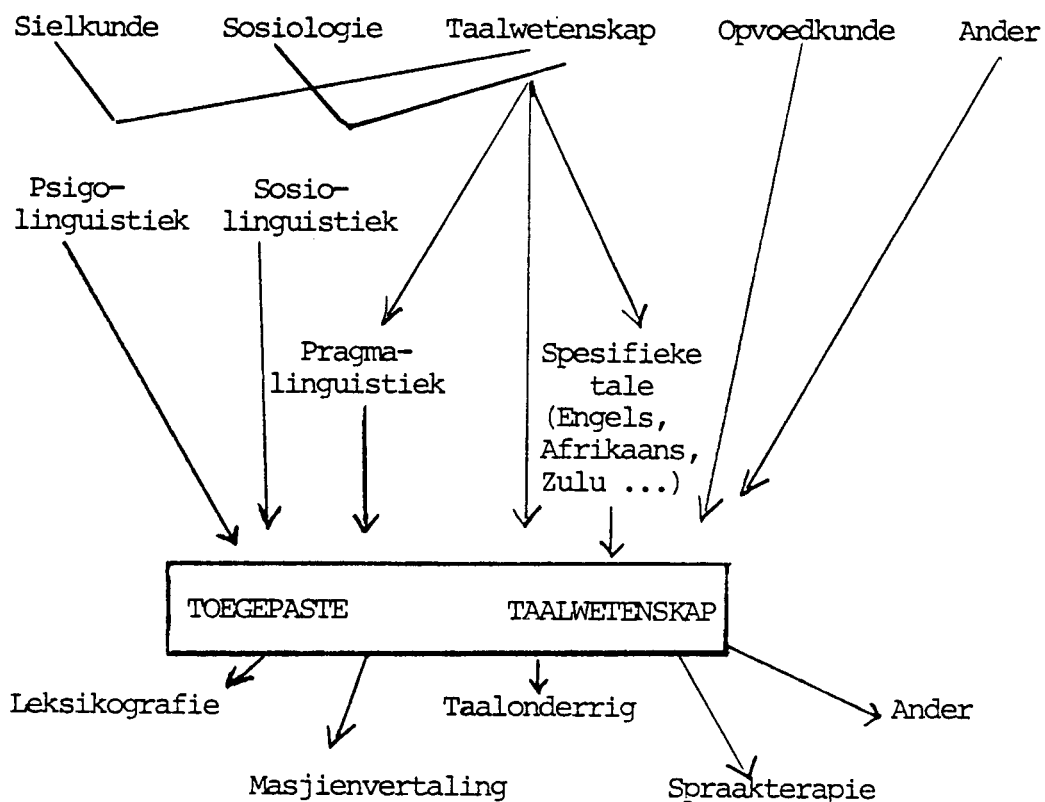 Sielkunde Sosiologie Taalwetenskap Opvoedkunde Ander
Psigo-
linguistiek
Sosio-
linguistiek
Pragma-
linguistiek
Spesifieke
tale
(Engels,
Afrikaans,
Zulu ...)
TOEGEPASTE TAALWETENSKAP
Leksikografie
Taalonderrig
Ander
Masjienvertaling
Spraakterapie